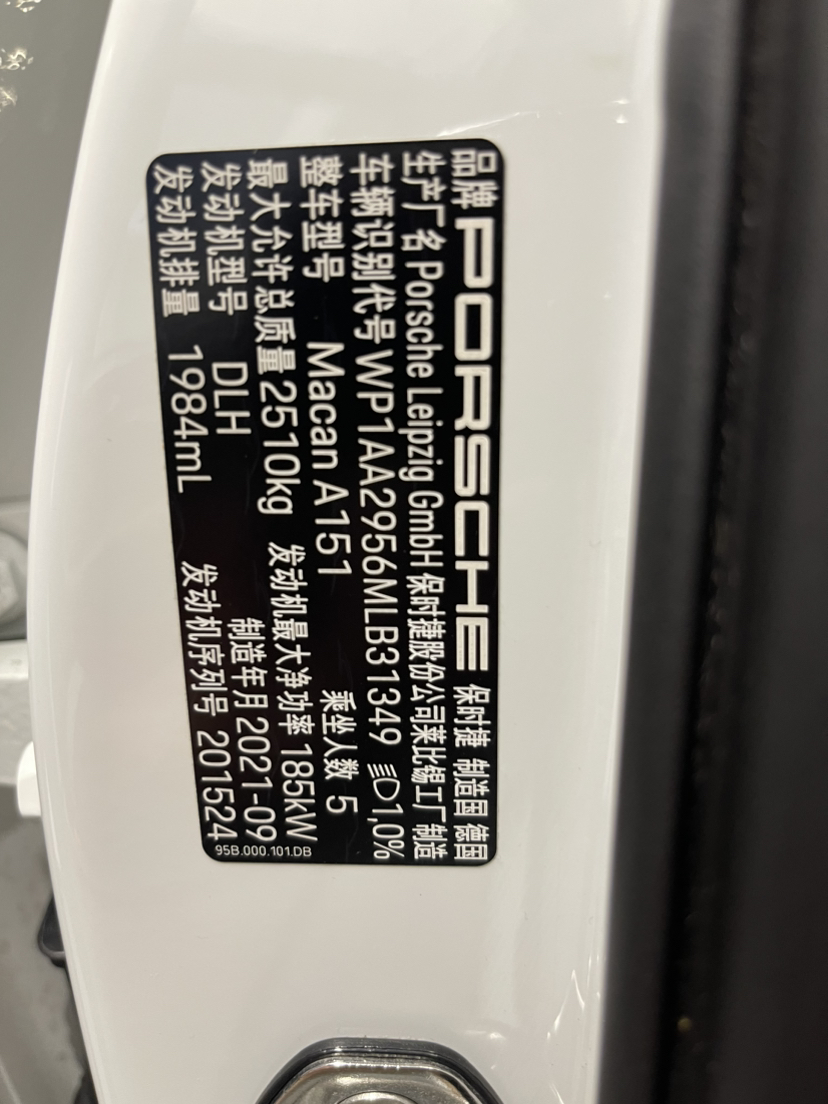 品牌 PORSCHE 保时捷 制造国 德国
生产厂名 Porsche Leipzig GmbH 保时捷股份公司莱比锡工厂 制造
车辆识别代号 WP1AA2956MLB31349 1,0%
整车型号 Macan A151 乘坐人数 5
最大允许总质量 2510kg 发动机最大净功率 185kW
发动机型号 DLH 制造年月 2021-09
发动机排量 1984mL 发动机序列号 201524
95B.000.101.DB